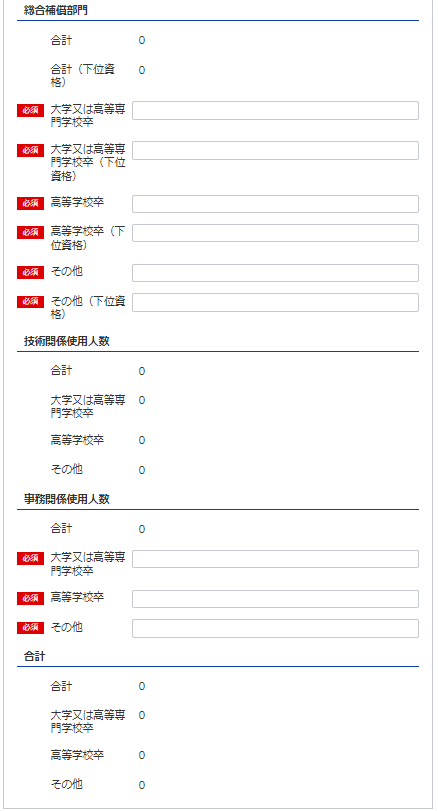 総合補償部門
合計 0
合計（下位資
格） 0
必須 大学又は高等専
門学校卒
必須 大学又は高等専
門学校卒（下位
資格）
必須 高等学校卒
必須 高等学校卒（下
位資格）
必須 その他
必須 その他（下位資
格）
技術関係使用人数
合計 0
大学又は高等専 0
門学校卒
高等学校卒 0
その他 0
事務関係使用人数
合計 0
必須 大学又は高等専
門学校卒
必須 高等学校卒
必須 その他
合計
合計 0
大学又は高等専 0
門学校卒
高等学校卒 0
その他 0